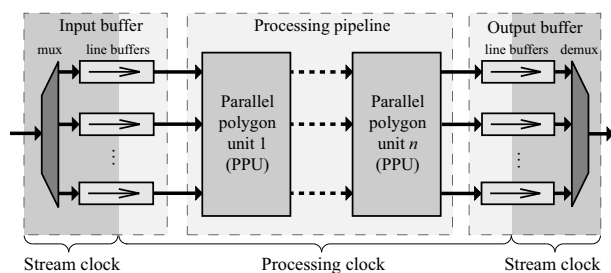 Input buffer
Processing pipeline
Output buffer
mux
line buffers
line buffers
demux
Parallel
polygon
unit 1
(PPU)
Parallel
polygon
unit n
(PPU)
...
...
Stream clock
Processing clock
Stream clock